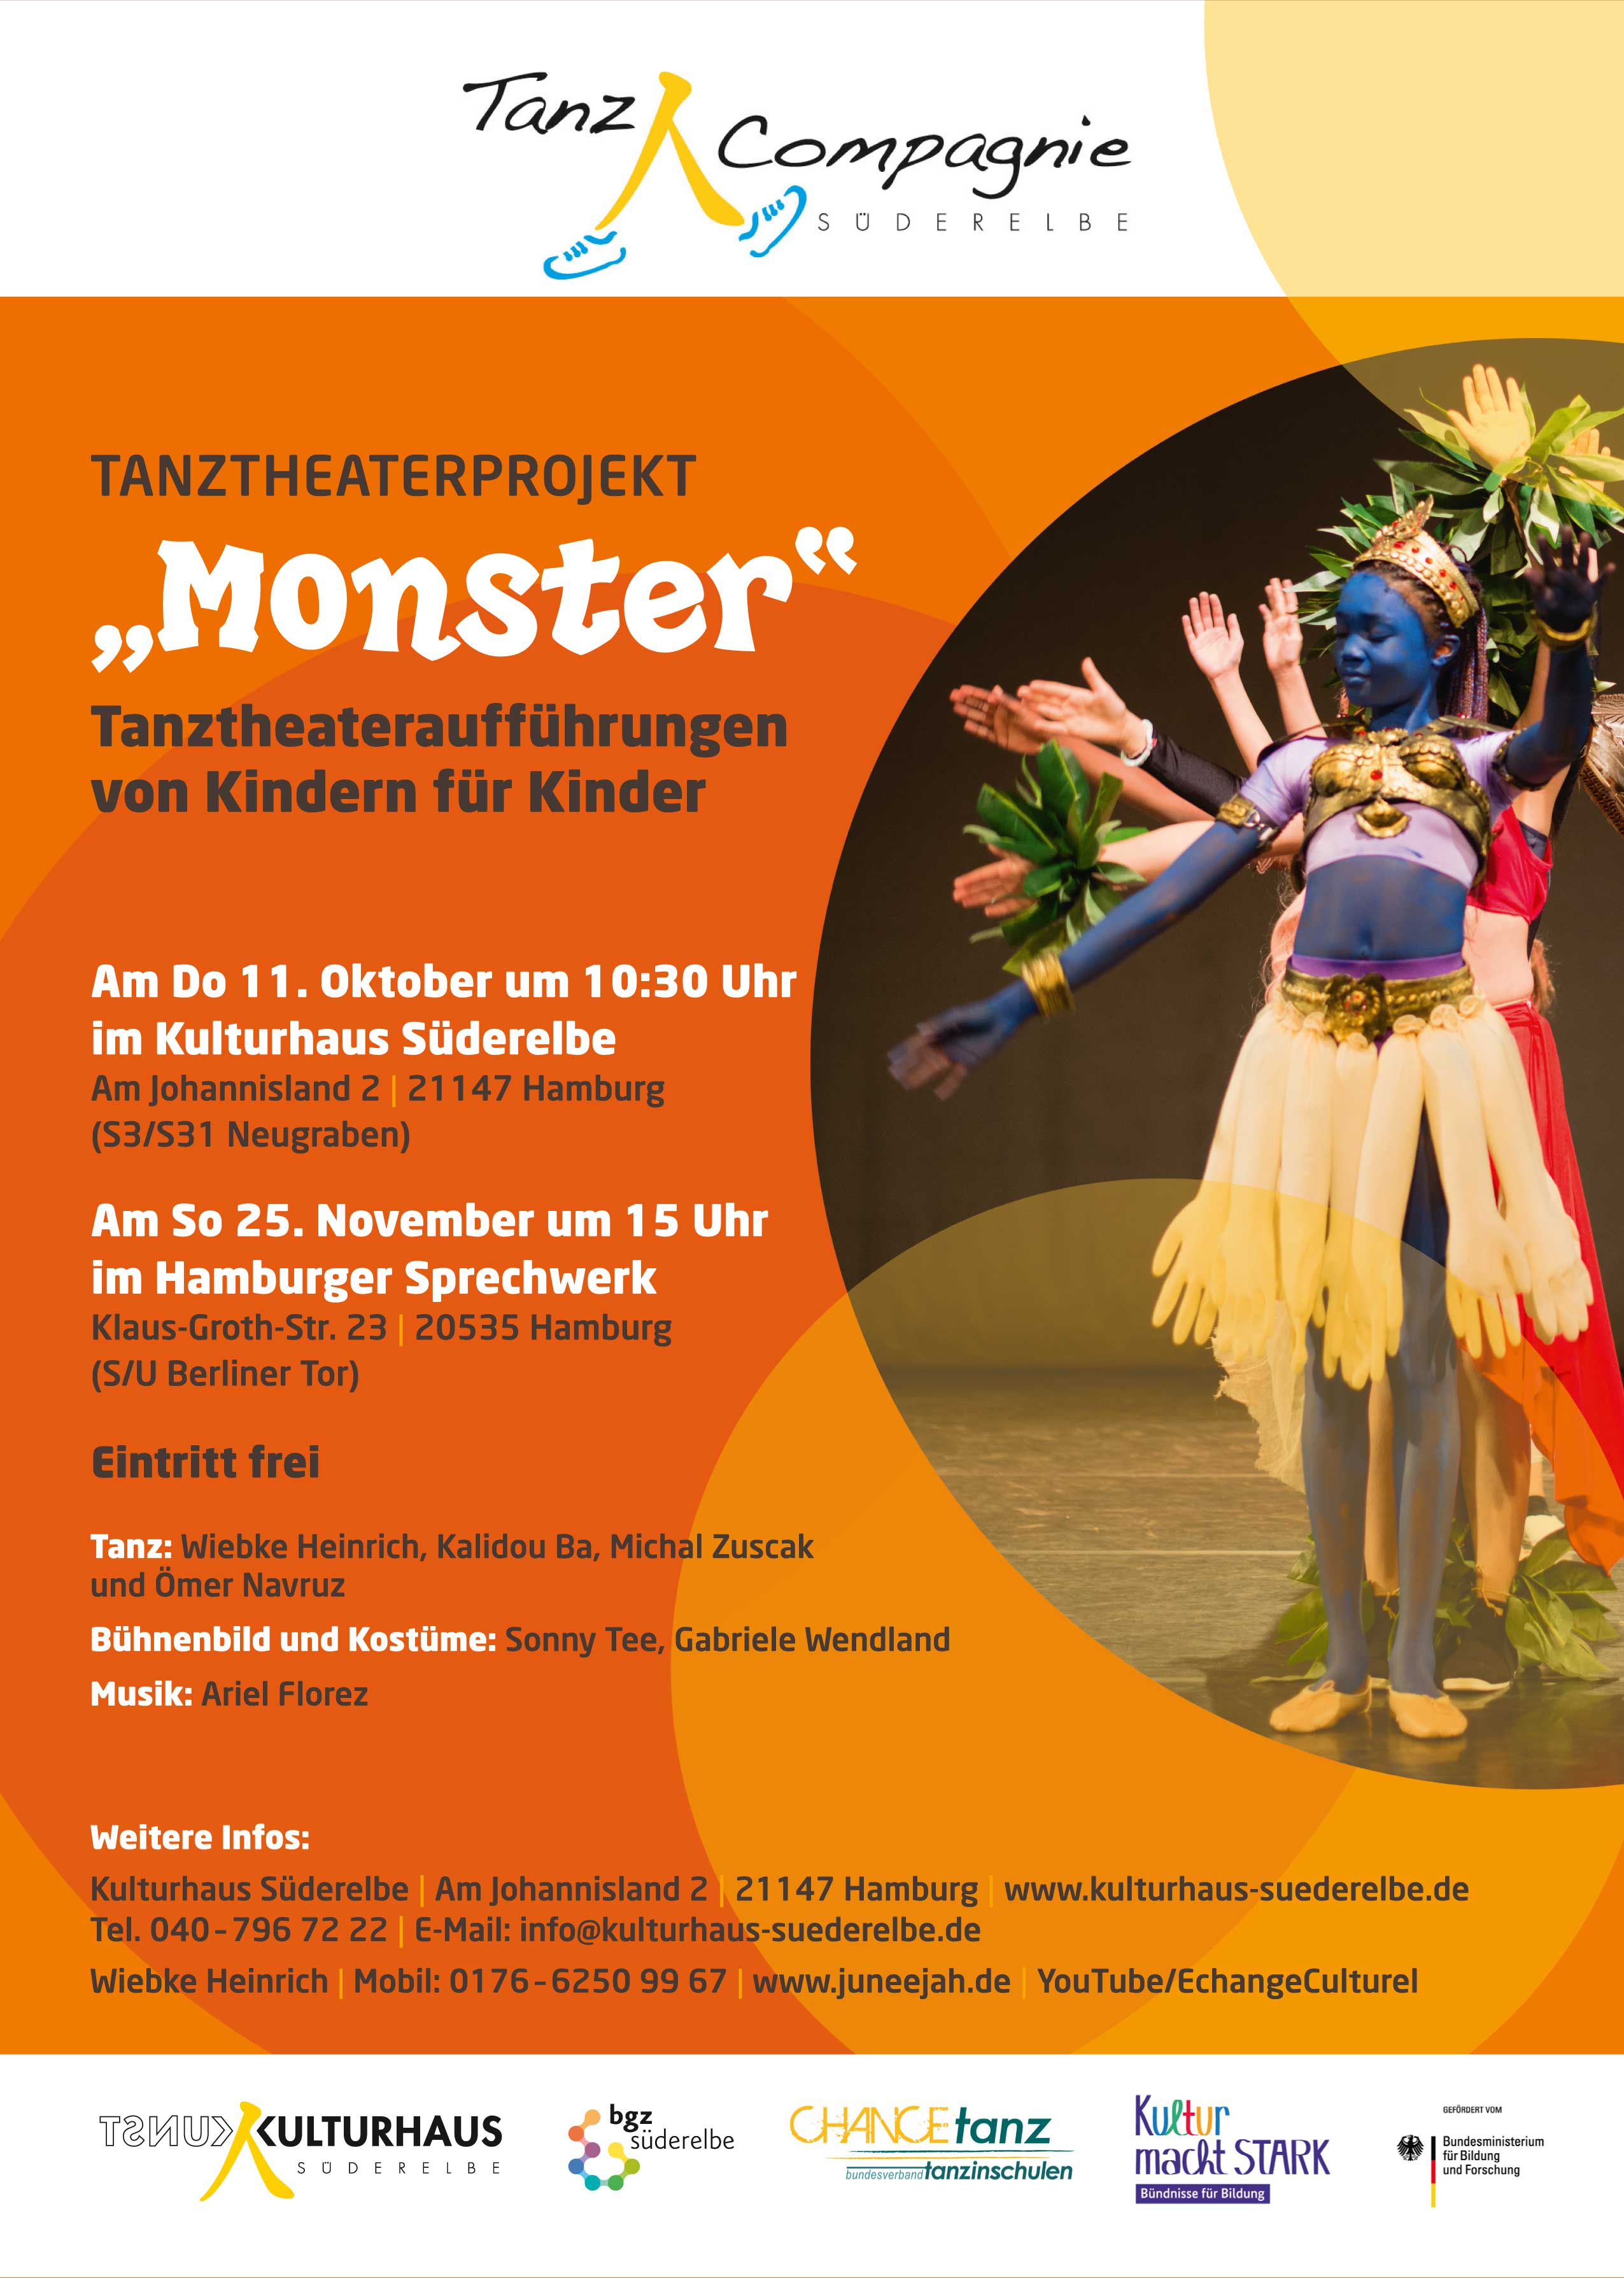 Tanz Compagnie
SÜDERELBE
TANZTHEATERPROJEKT
„Monster“
Tanztheateraufführungen
von Kindern für Kinder
Am Do 11. Oktober um 10:30 Uhr
im Kulturhaus Süderelbe
Am Johannisland 2 | 21147 Hamburg
(S3/S31 Neugraben)
Am So 25. November um 15 Uhr
im Hamburger Sprechwerk
Klaus-Groth-Str. 23 | 20535 Hamburg
(S/U Berliner Tor)
Eintritt frei
Tanz: Wiebke Heinrich, Kalidou Ba, Michal Zuscak
und Ömer Navruz
Bühnenbild und Kostüme: Sonny Tee, Gabriele Wendland
Musik: Ariel Florez
Weitere Infos:
Kulturhaus Süderelbe | Am Johannisland 2 | 21147 Hamburg | www.kulturhaus-suederelbe.de
Tel. 040–796 72 22 | E-Mail: info@kulturhaus-suederelbe.de
Wiebke Heinrich | Mobil: 0176–6250 99 67 | www.juneejah.de | YouTube/EchangeCulturel
KUNST KULTURHAUS
SÜDERELBE
bgz
süderelbe
CHANCE tanz
bundesverband tanzinschulen
Kultur
macht STARK
Bündnisse für Bildung
GEFÖRDERT VOM
Bundesministerium
für Bildung
und Forschung